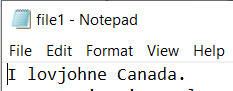 file1 - Notepad
File Edit Format View Help
I lovjohne Canada.